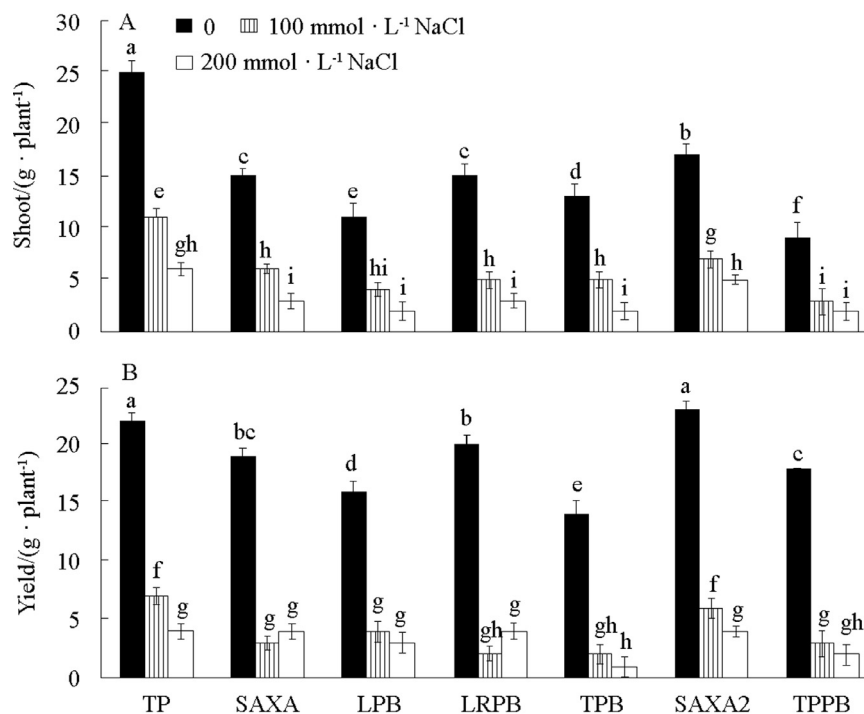 A
0 100 mmol · L⁻¹ NaCl
200 mmol · L⁻¹ NaCl
Shoot/(g · plant⁻¹)
30
25
20
15
10
5
0
a e gh
c h i
e hi i
c h i
d h i
b g h
f i i
B
Yield/(g · plant⁻¹)
25
20
15
10
5
0
a f g
bc g g
d g g
b gh g
e gh h
a f g
c g gh
TP SAXA LPB LRPB TPB SAXA2 TPPB